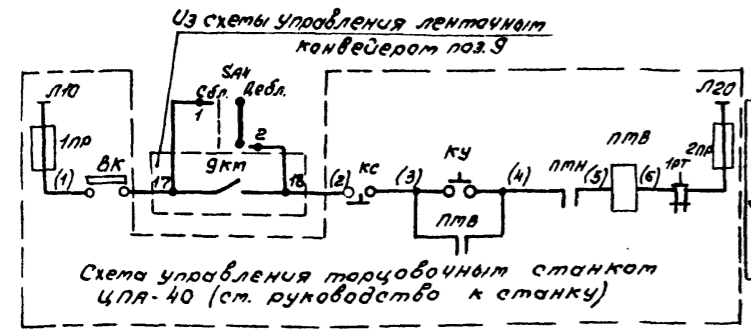 Из схемы управления ленточным
конвейером поз.9
SA4
Сбл. Дебл.
1
2
Л10
1пр
(1)
ВК
17
9км
18
(2)
КС
(3)
КУ
ПМВ
(4)
ПМН
(5)
ПМВ
(6)
1РТ
2пр
Л20
Схема управления торцовочным станком
ЦПА-40 (см. руководство к станку)